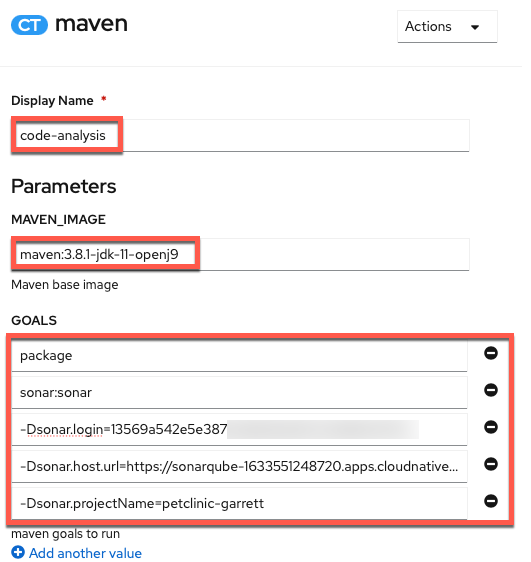 CT maven
Actions
Display Name *
code-analysis
Parameters
MAVEN_IMAGE
maven:3.8.1-jdk-11-openj9
Maven base image
GOALS
package
sonar:sonar
-Dsonar.login=13569a542e5e387
-Dsonar.host.url=https://sonarqube-1633551248720.apps.cloudnative...
-Dsonar.projectName=petclinic-garrett
maven goals to run
Add another value